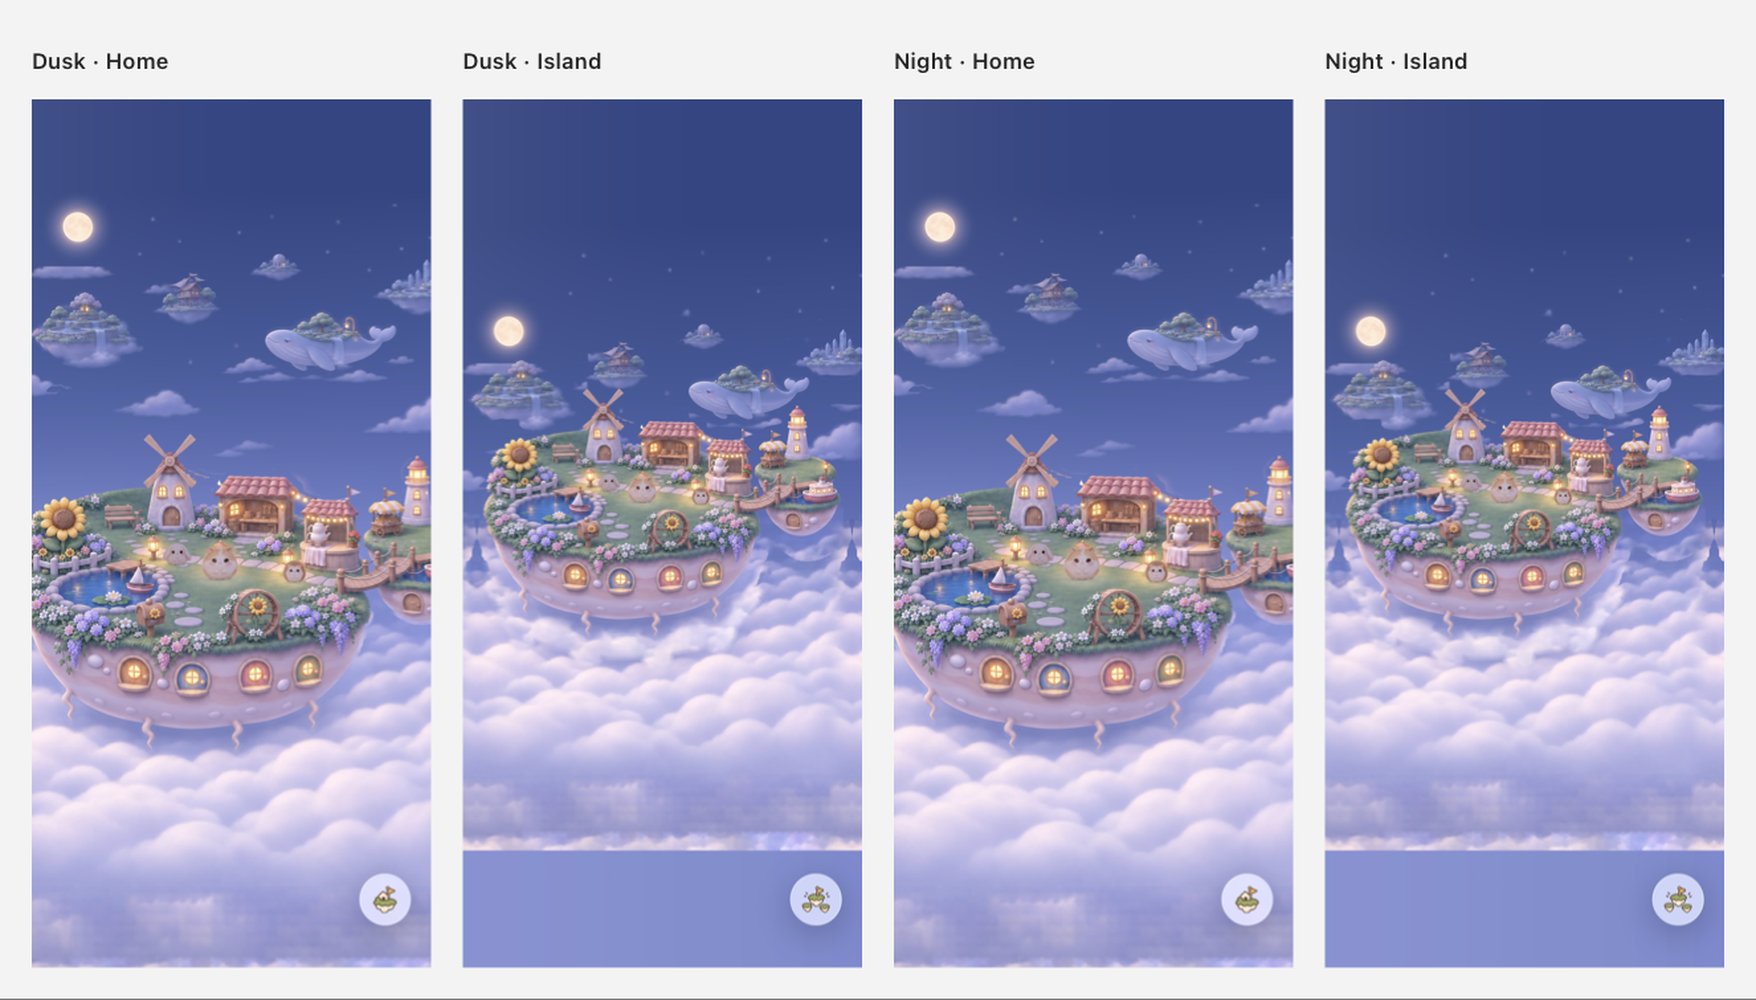 Dusk · Home
Dusk · Island
Night · Home
Night · Island